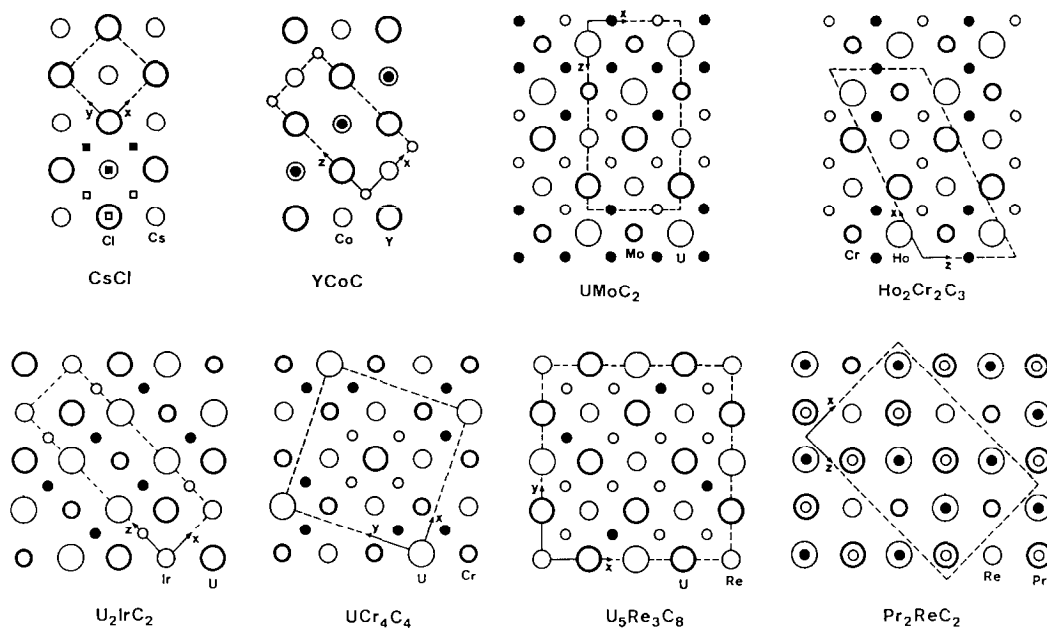 y x
Cl Cs
CsCl
z x
Co Y
YCoC
x
z
Mo U
UMoC₂
x
z
Cr Ho
Ho₂Cr₂C₃
z x
Ir U
U₂IrC₂
y x
U Cr
UCr₄C₄
y
x
U Re
U₅Re₃C₈
x
z
Re Pr
Pr₂ReC₂